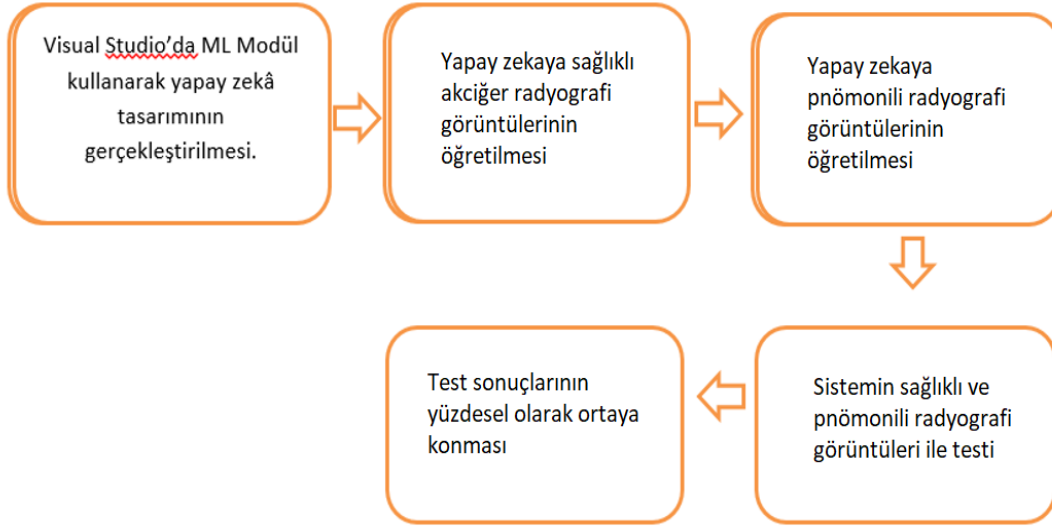 Visual Studio’da ML Modül
kullanarak yapay zekâ
tasarımının
gerçekleştirilmesi.
Yapay zekaya sağlıklı
akciğer radyografi
görüntülerinin
öğretilmesi
Yapay zekaya
pnömonili radyografi
görüntülerinin
öğretilmesi
Sistemin sağlıklı ve
pnömonili radyografi
görüntüleri ile testi
Test sonuçlarının
yüzdesel olarak ortaya
konması